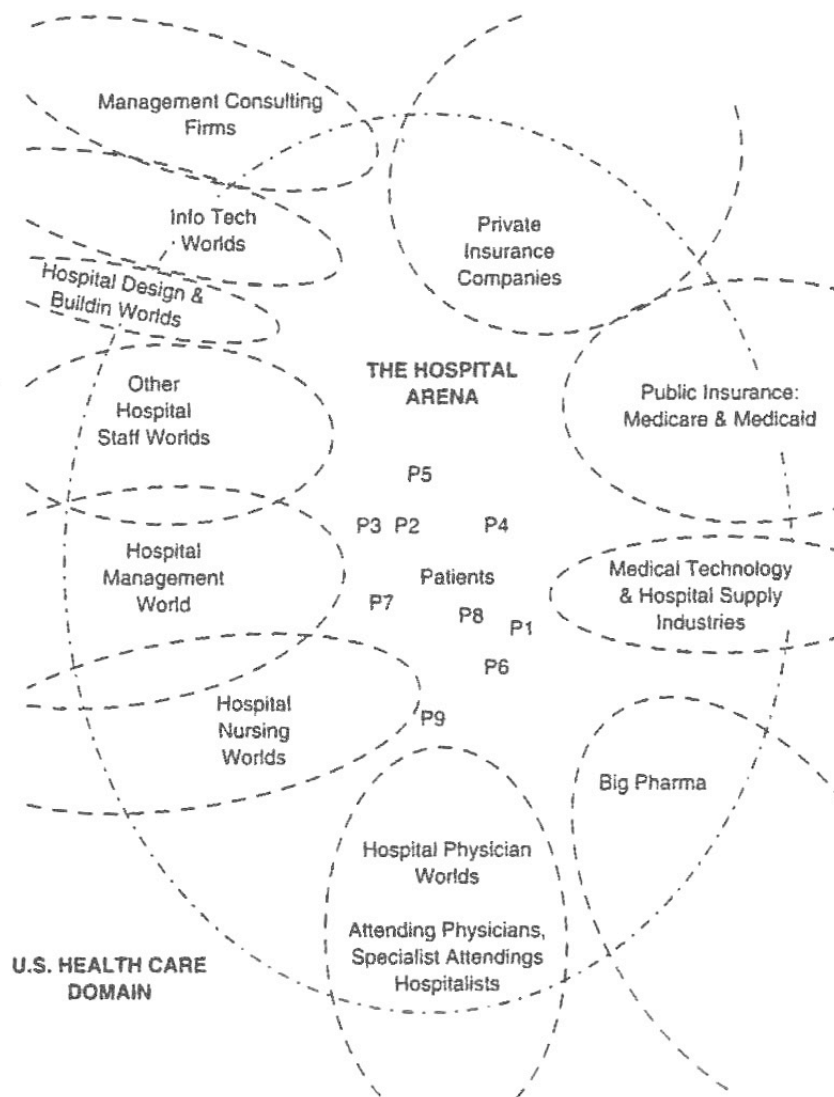 Management Consulting
Firms
Info Tech
Worlds
Private
Insurance
Companies
Hospital Design &
Buildin Worlds
THE HOSPITAL
ARENA
Other
Hospital
Staff Worlds
Public Insurance:
Medicare & Medicaid
P5
P3 P2 P4
Hospital
Management
World
Patients
Medical Technology
& Hospital Supply
Industries
P7
P8
P1
P6
Hospital
Nursing
Worlds
P9
Big Pharma
Hospital Physician
Worlds
Attending Physicians,
Specialist Attendings
Hospitalists
U.S. HEALTH CARE
DOMAIN